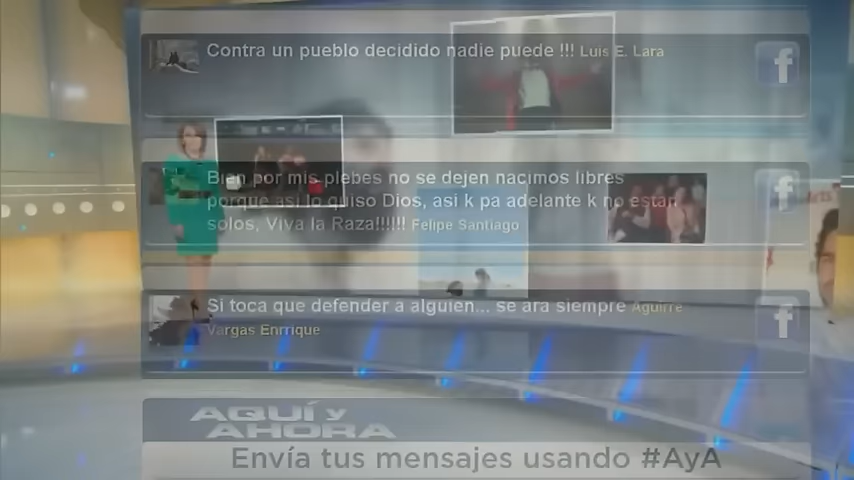 Contra un pueblo decidido nadie puede !!! Luis E. Lara
Bien por mis plebes no se dejen nacimos libres
porque asi lo quiso Dios, asi k pa adelante k no estan
solos, Viva la Raza!!!!!! Felipe Santiago
Si toca que defender a alguien... se ara siempre Aguirre
Vargas Enrrique
AQUÍ y
AHORA
Envía tus mensajes usando #AyA